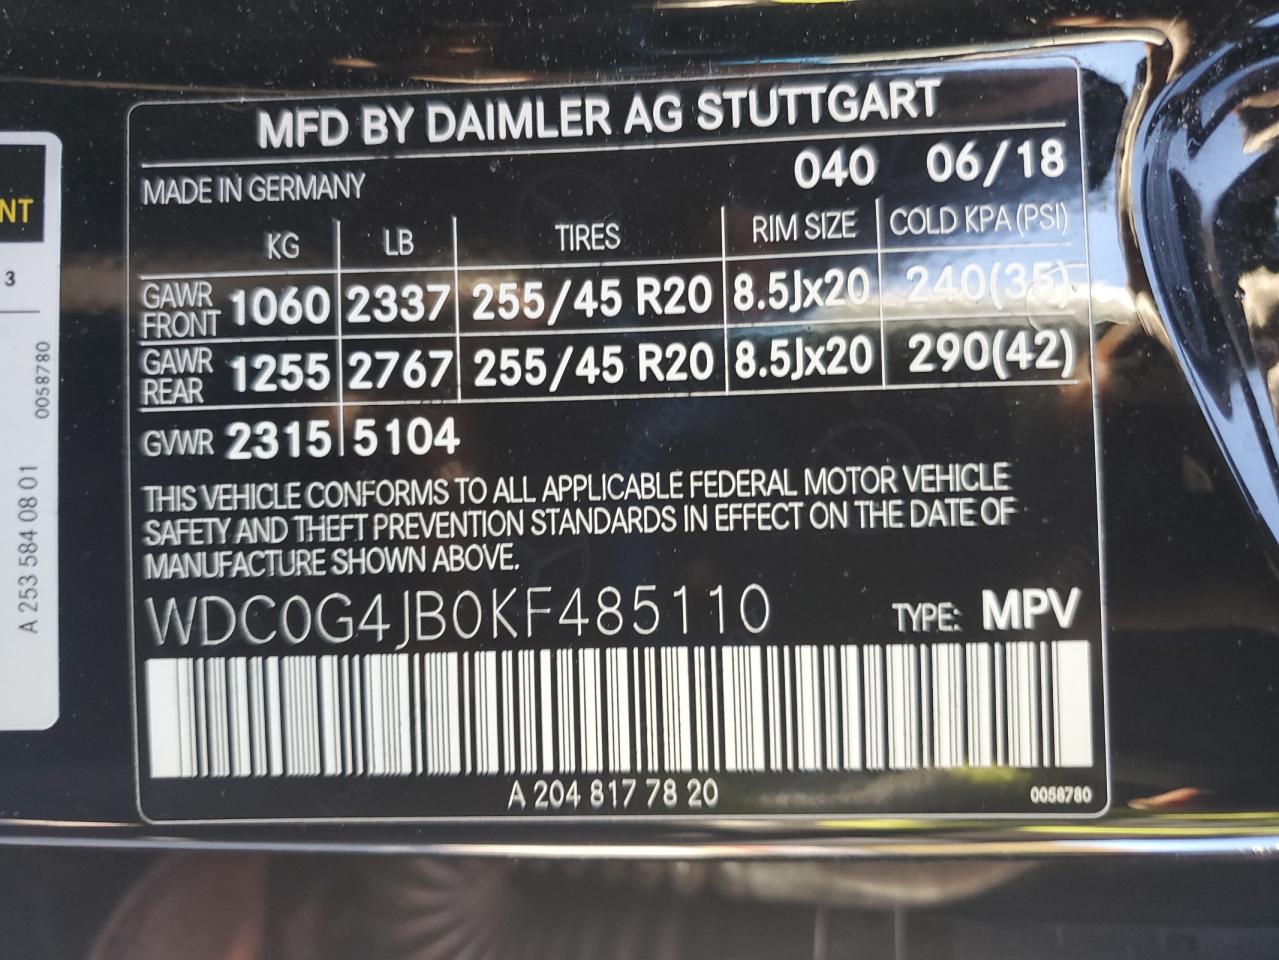 MFD BY DAIMLER AG STUTTGART
MADE IN GERMANY 040 06/18
KG LB TIRES RIM SIZE COLD KPA (PSI)
GAWR FRONT 1060 2337 255/45 R20 8.5Jx20 240(35)
GAWR REAR 1255 2767 255/45 R20 8.5Jx20 290(42)
GVWR 2315 5104
THIS VEHICLE CONFORMS TO ALL APPLICABLE FEDERAL MOTOR VEHICLE
SAFETY AND THEFT PREVENTION STANDARDS IN EFFECT ON THE DATE OF
MANUFACTURE SHOWN ABOVE.
WDC0G4JB0KF485110 TYPE: MPV
A 204 817 78 20 0058780
NT
3
A 253 584 08 01 0058780